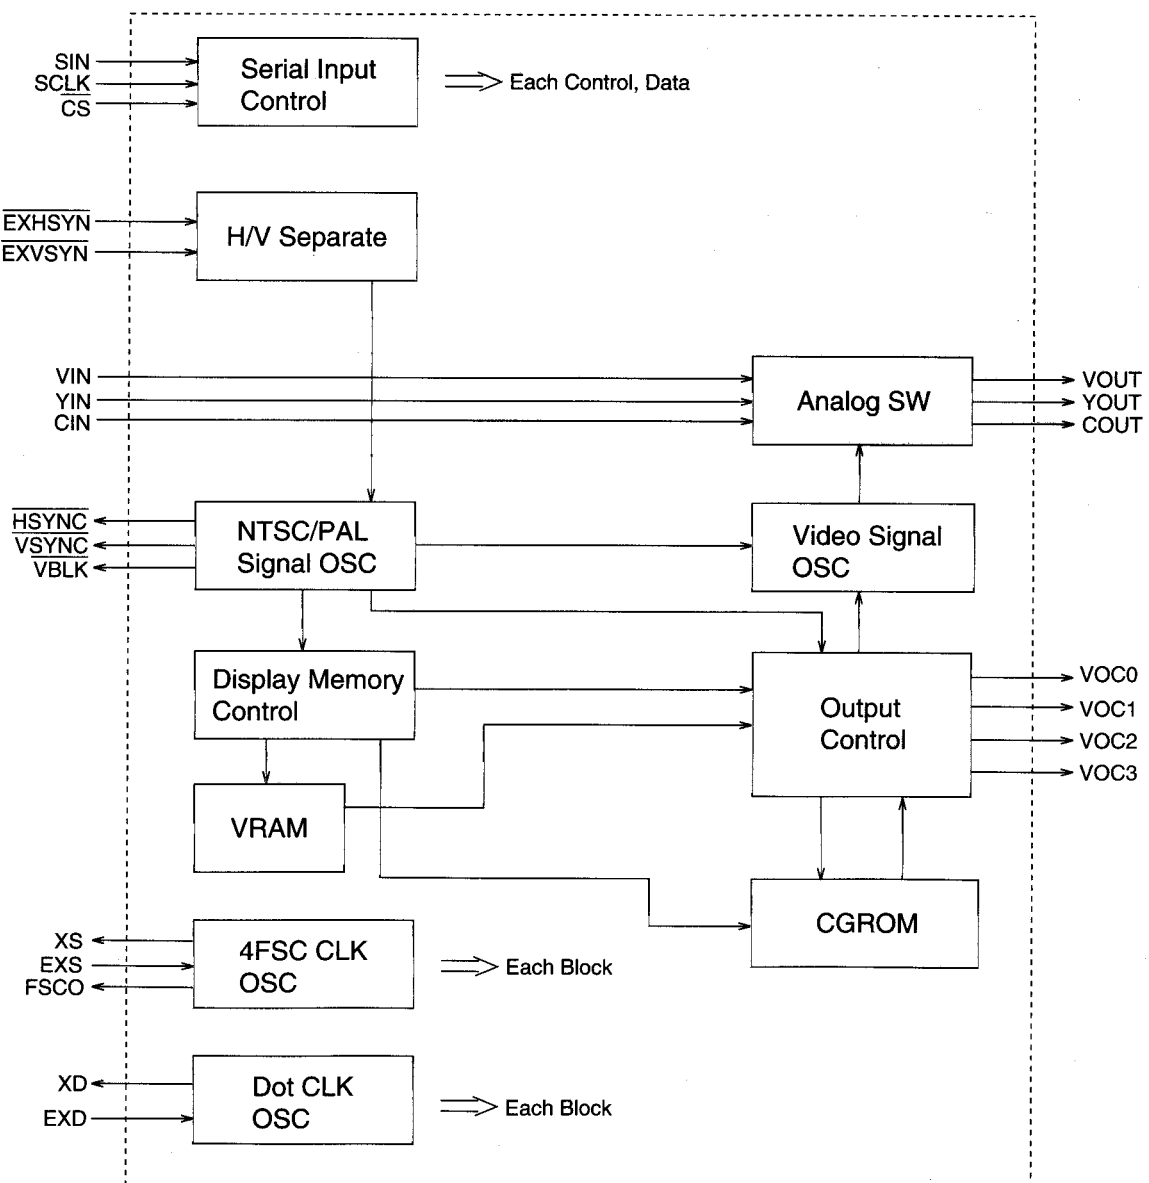 SIN
SCLK
CS
Serial Input
Control
Each Control, Data
EXHSYN
EXVSYN
H/V Separate
VIN
YIN
CIN
Analog SW
VOUT
YOUT
COUT
HSYNC
VSYNC
VBLK
NTSC/PAL
Signal OSC
Video Signal
OSC
Display Memory
Control
Output
Control
VOC0
VOC1
VOC2
VOC3
VRAM
CGROM
XS
EXS
FSCO
4FSC CLK
OSC
Each Block
XD
EXD
Dot CLK
OSC
Each Block